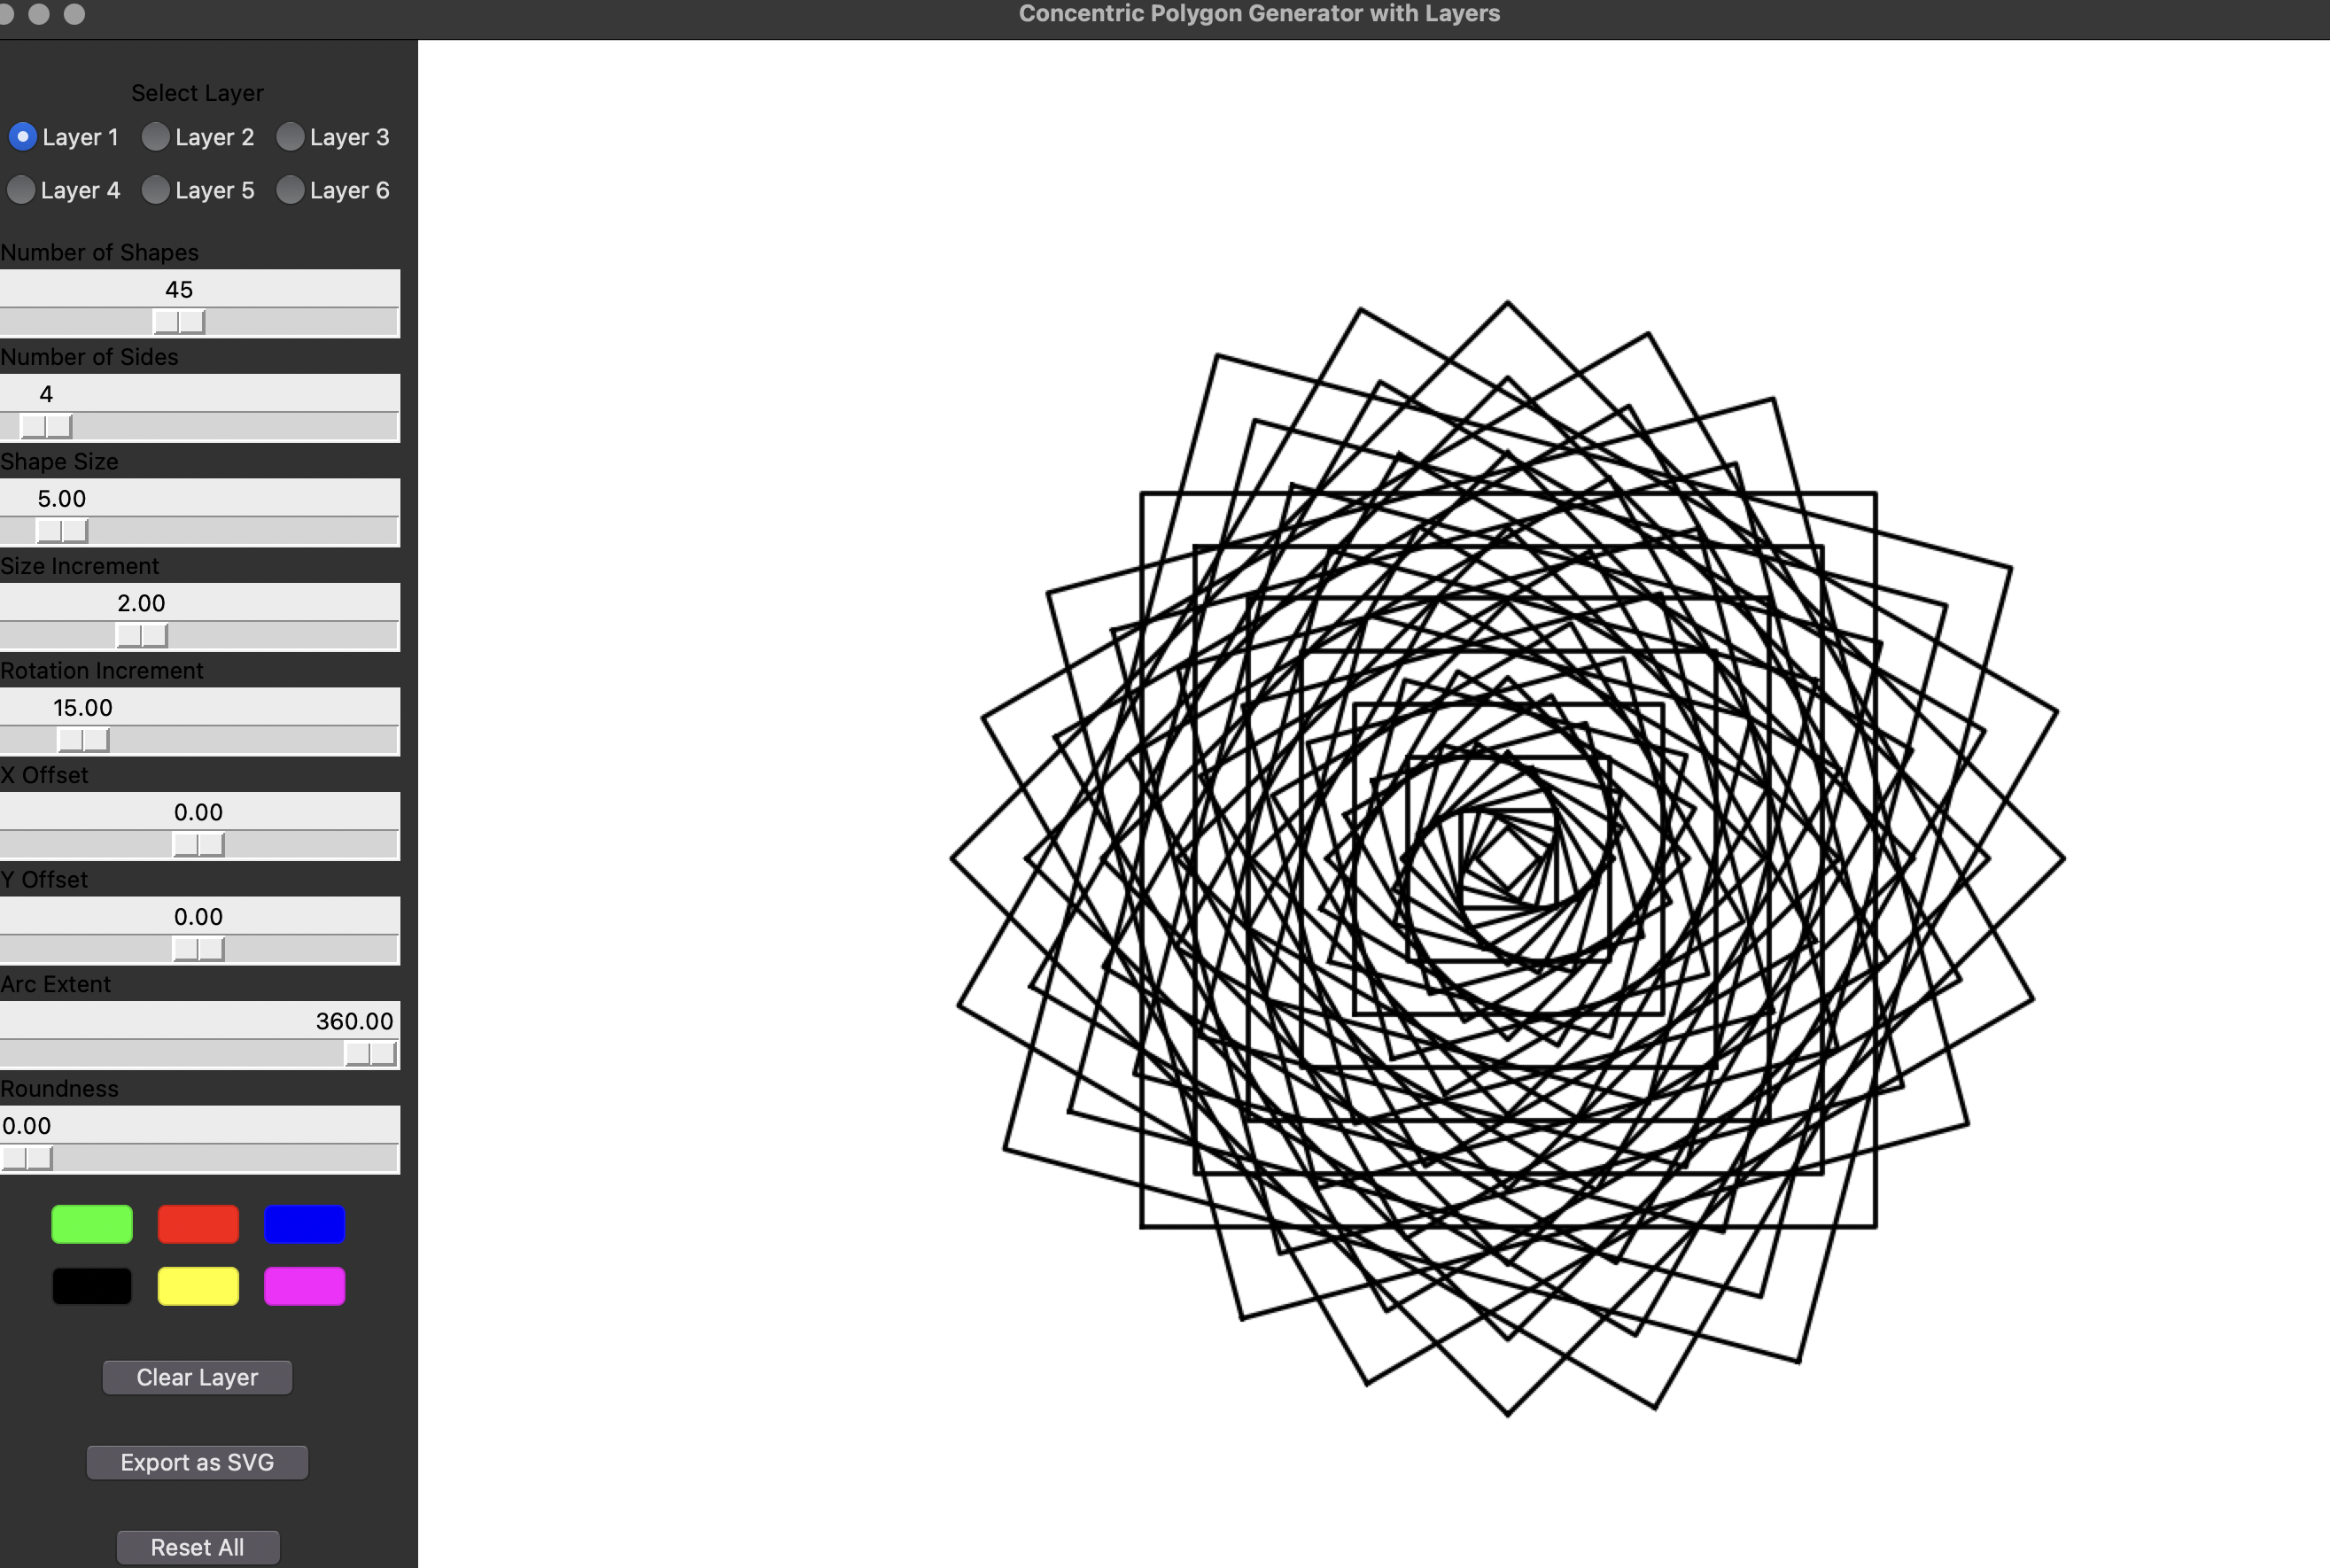 Concentric Polygon Generator with Layers
Select Layer
Layer 1 Layer 2 Layer 3
Layer 4 Layer 5 Layer 6
Number of Shapes
45
Number of Sides
4
Shape Size
5.00
Size Increment
2.00
Rotation Increment
15.00
X Offset
0.00
Y Offset
0.00
Arc Extent
360.00
Roundness
0.00
Clear Layer
Export as SVG
Reset All